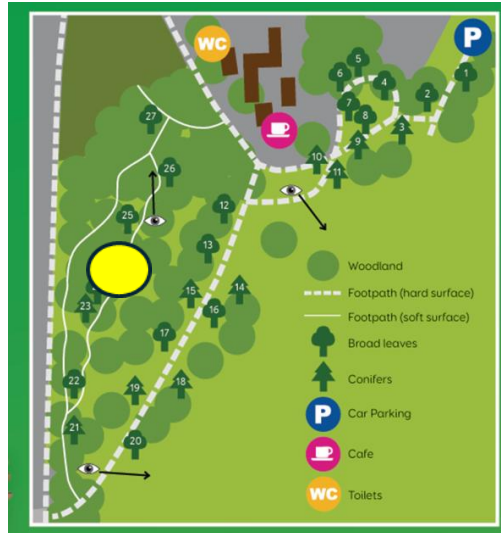 WC
P
5
6
4
1
2
7
27
8
3
9
10
26
11
12
25
13
14
15
23
16
17
22
18
19
21
20
Woodland
Footpath (hard surface)
Footpath (soft surface)
Broad leaves
Conifers
P Car Parking
Cafe
WC Toilets